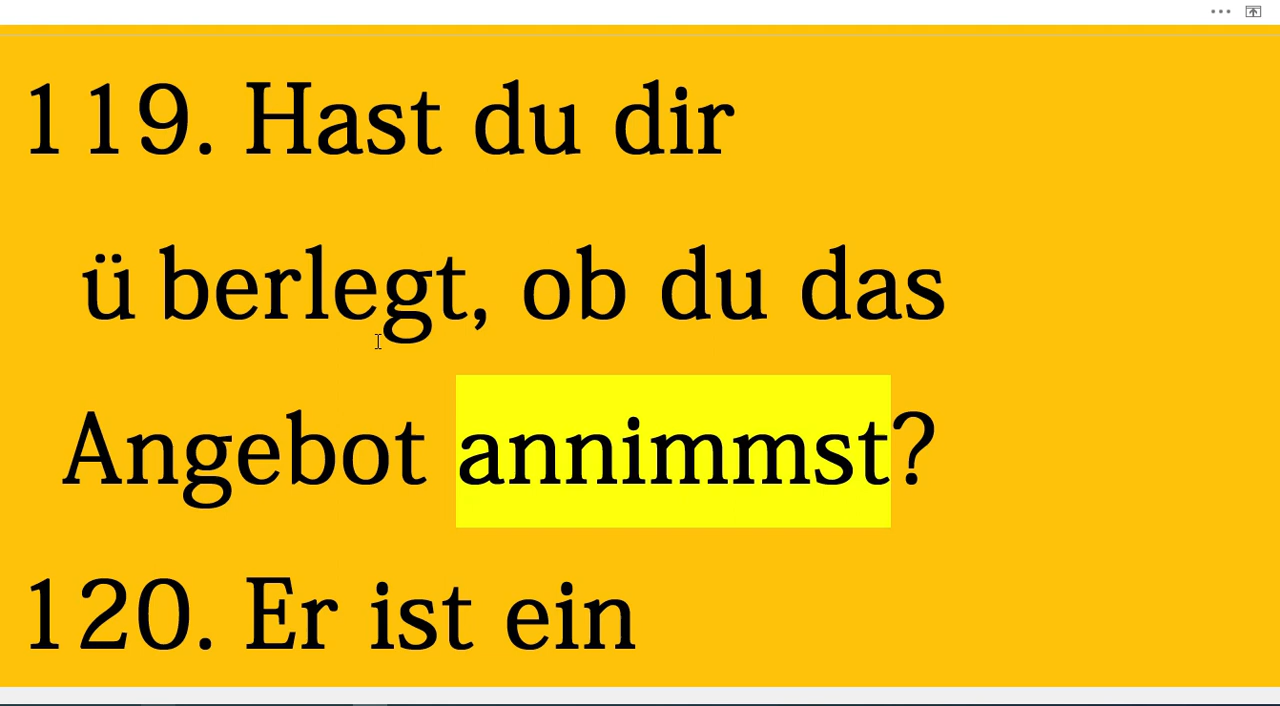 119. Hast du dir
überlegt, ob du das
Angebot annimmst?
120. Er ist ein